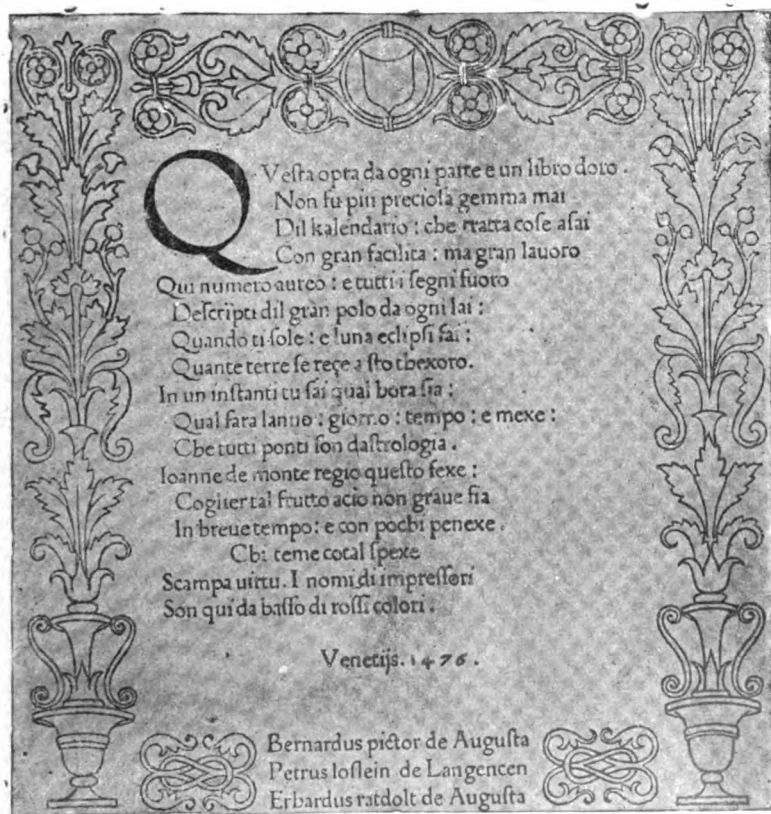 QVeſta opra da ogni parte e un libro doro.
Non fu piu precioſa gemma mai
Dil kalendario: che tratta coſe aſai
Con gran facilita: ma gran lauoro
Qui numero aureo: e tutti i ſegni fuoro
Deſcripti dil gran polo da ogni lai:
Quando ti ſole: e luna eclipſi fai:
Quante terre ſe rege a ſto thexoro.
In un inſtanti tu ſai qual hora ſia:
Qual fara lanno: giorno: tempo: e mexe:
Che tutti ponti ſon daſtrologia.
Ioanne de monte regio queſto fexe:
Coglier tal frutto acio non graue ſia
In breue tempo: e con pochi penexe.
Chi teme cotal ſpexe
Scampa uirtu. I nomi di impreſſori
Son qui da baſſo di roſſi colori.
Venetijs. 1476.
Bernardus pictor de Auguſta
Petrus loſlein de Langencen
Erhardus ratdolt de Auguſta